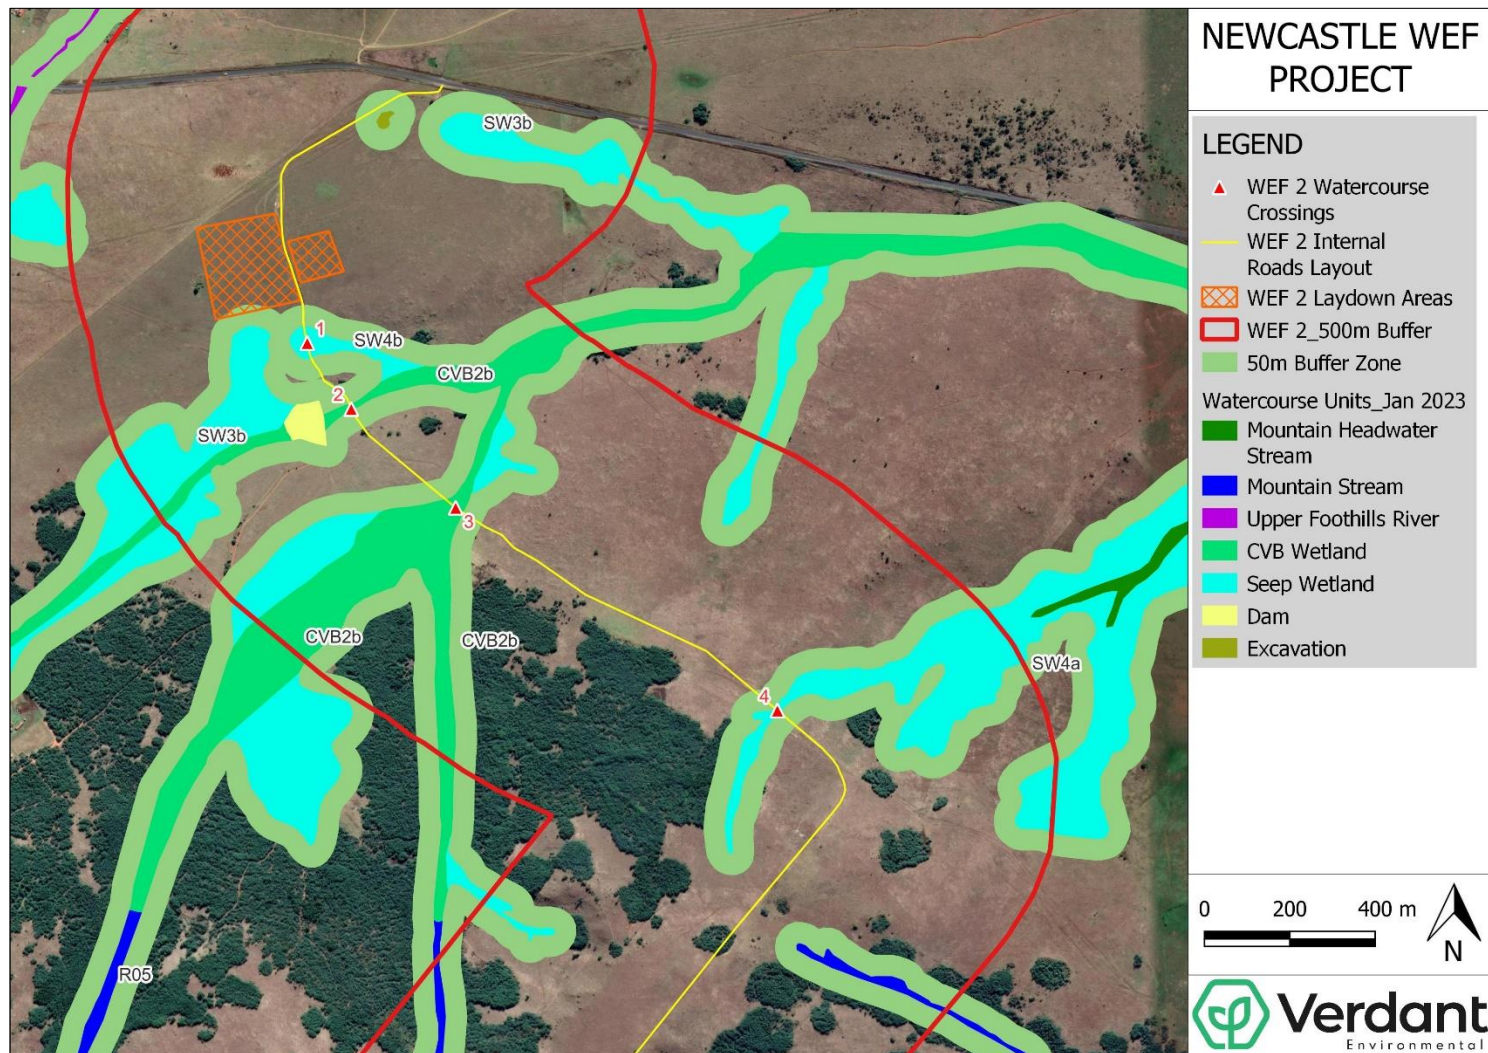 NEWCASTLE WEF
PROJECT
LEGEND
WEF 2 Watercourse
Crossings
WEF 2 Internal
Roads Layout
WEF 2 Laydown Areas
WEF 2_500m Buffer
50m Buffer Zone
Watercourse Units_Jan 2023
Mountain Headwater
Stream
Mountain Stream
Upper Foothills River
CVB Wetland
Seep Wetland
Dam
Excavation
0 200 400 m
N
Verdant
Environmental
SW3b
1
SW4b
CVB2b
2
SW3b
3
CVB2b
CVB2b
SW4a
4
R05